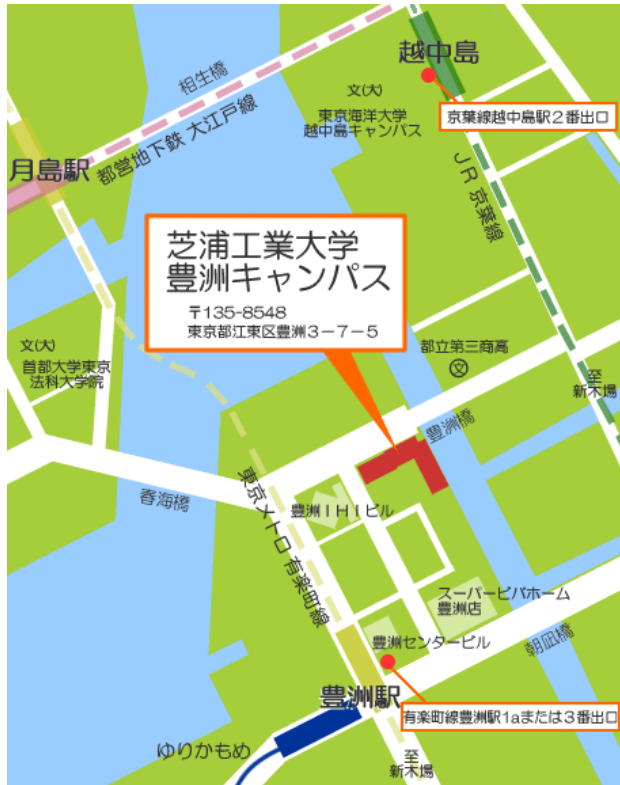 越中島
相生橋
文(大)
東京海洋大学
越中島キャンパス
京葉線越中島駅2番出口
都営地下鉄 大江戸線
月島駅
JR京葉線
芝浦工業大学
豊洲キャンパス
〒135-8548
東京都江東区豊洲3-7-5
文(大)
首都大学東京
法科大学院
都立第三商高
文
至
新木場
豊洲橋
春海橋
東京メトロ 有楽町線
豊洲IHIビル
スーパービバホーム
豊洲店
豊洲センタービル
朝凪橋
豊洲駅
有楽町線豊洲駅1aまたは3番出口
ゆりかもめ
至
新木場